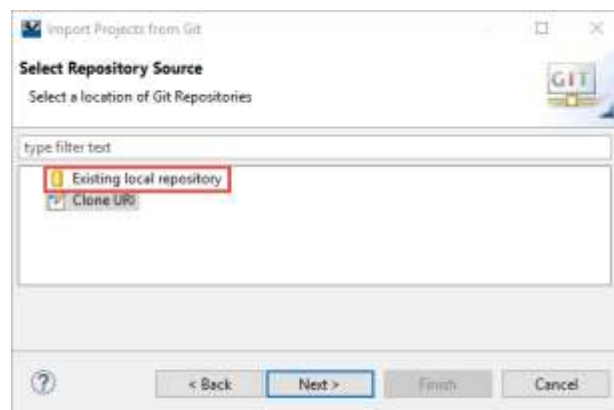 Import Projects from Git
Select Repository Source
Select a location of Git Repositories
GIT
type filter text
Existing local repository
Clone URI
?
< Back
Next >
Finish
Cancel